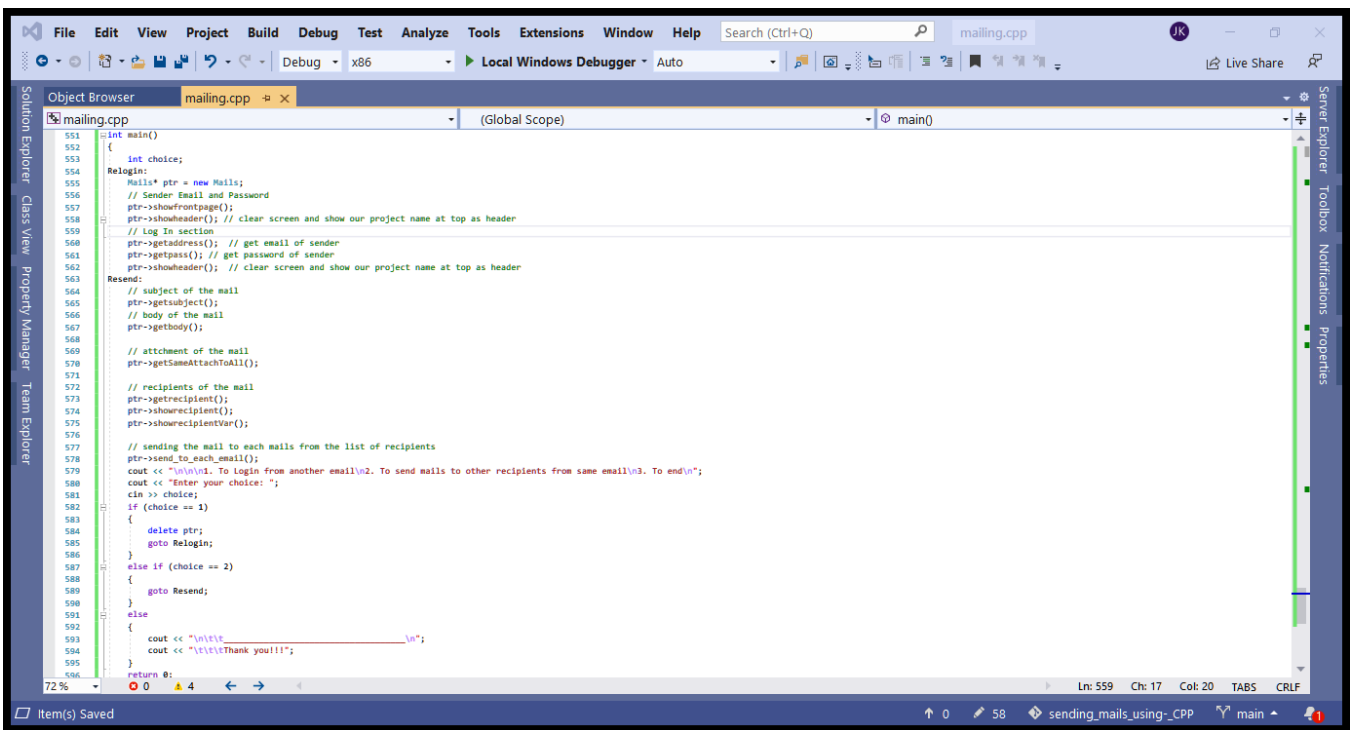 File Edit View Project Build Debug Test Analyze Tools Extensions Window Help Search (Ctrl+Q) mailing.cpp JK
Debug x86 Local Windows Debugger Auto Live Share
Object Browser mailing.cpp
mailing.cpp (Global Scope) main()
Solution Explorer
Class View
Property Manager
Team Explorer
551 int main()
552 {
553 int choice;
554 Relogin:
555 Mails* ptr = new Mails;
556 // Sender Email and Password
557 ptr->showfrontpage();
558 ptr->showheader(); // clear screen and show our project name at top as header
559 // Log In section
560 ptr->getaddress(); // get email of sender
561 ptr->getpass(); // get password of sender
562 ptr->showheader(); // clear screen and show our project name at top as header
563 Resend:
564 // subject of the mail
565 ptr->getsubject();
566 // body of the mail
567 ptr->getbody();
568
569 // attchment of the mail
570 ptr->getSameAttachToAll();
571
572 // recipients of the mail
573 ptr->getrecipient();
574 ptr->showrecipient();
575 ptr->showrecipientVar();
576
577 // sending the mail to each mails from the list of recipients
578 ptr->send_to_each_email();
579 cout << "\n\n\n1. To Login from another email\n2. To send mails to other recipients from same email\n3. To end\n";
580 cout << "Enter your choice: ";
581 cin >> choice;
582 if (choice == 1)
583 {
584 delete ptr;
585 goto Relogin;
586 }
587 else if (choice == 2)
588 {
589 goto Resend;
590 }
591 else
592 {
593 cout << "\n\t\t____________________________________\n";
594 cout << "\t\t\tThank you!!!";
595 }
596 return 0;
Server Explorer
Toolbox
Notifications
Properties
72 % 0 4 Ln: 559 Ch: 17 Col: 20 TABS CRLF
Item(s) Saved 0 58 sending_mails_using-_CPP main 1